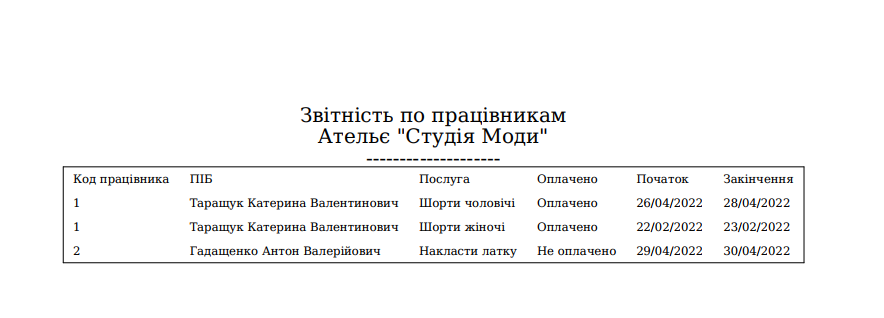 Звітність по працівникам
Ательє "Студія Моди"
--------------------
Код працівника ПІБ Послуга Оплачено Початок Закінчення
1 Таращук Катерина Валентинович Шорти чоловічі Оплачено 26/04/2022 28/04/2022
1 Таращук Катерина Валентинович Шорти жіночі Оплачено 22/02/2022 23/02/2022
2 Гадащенко Антон Валерійович Накласти латку Не оплачено 29/04/2022 30/04/2022